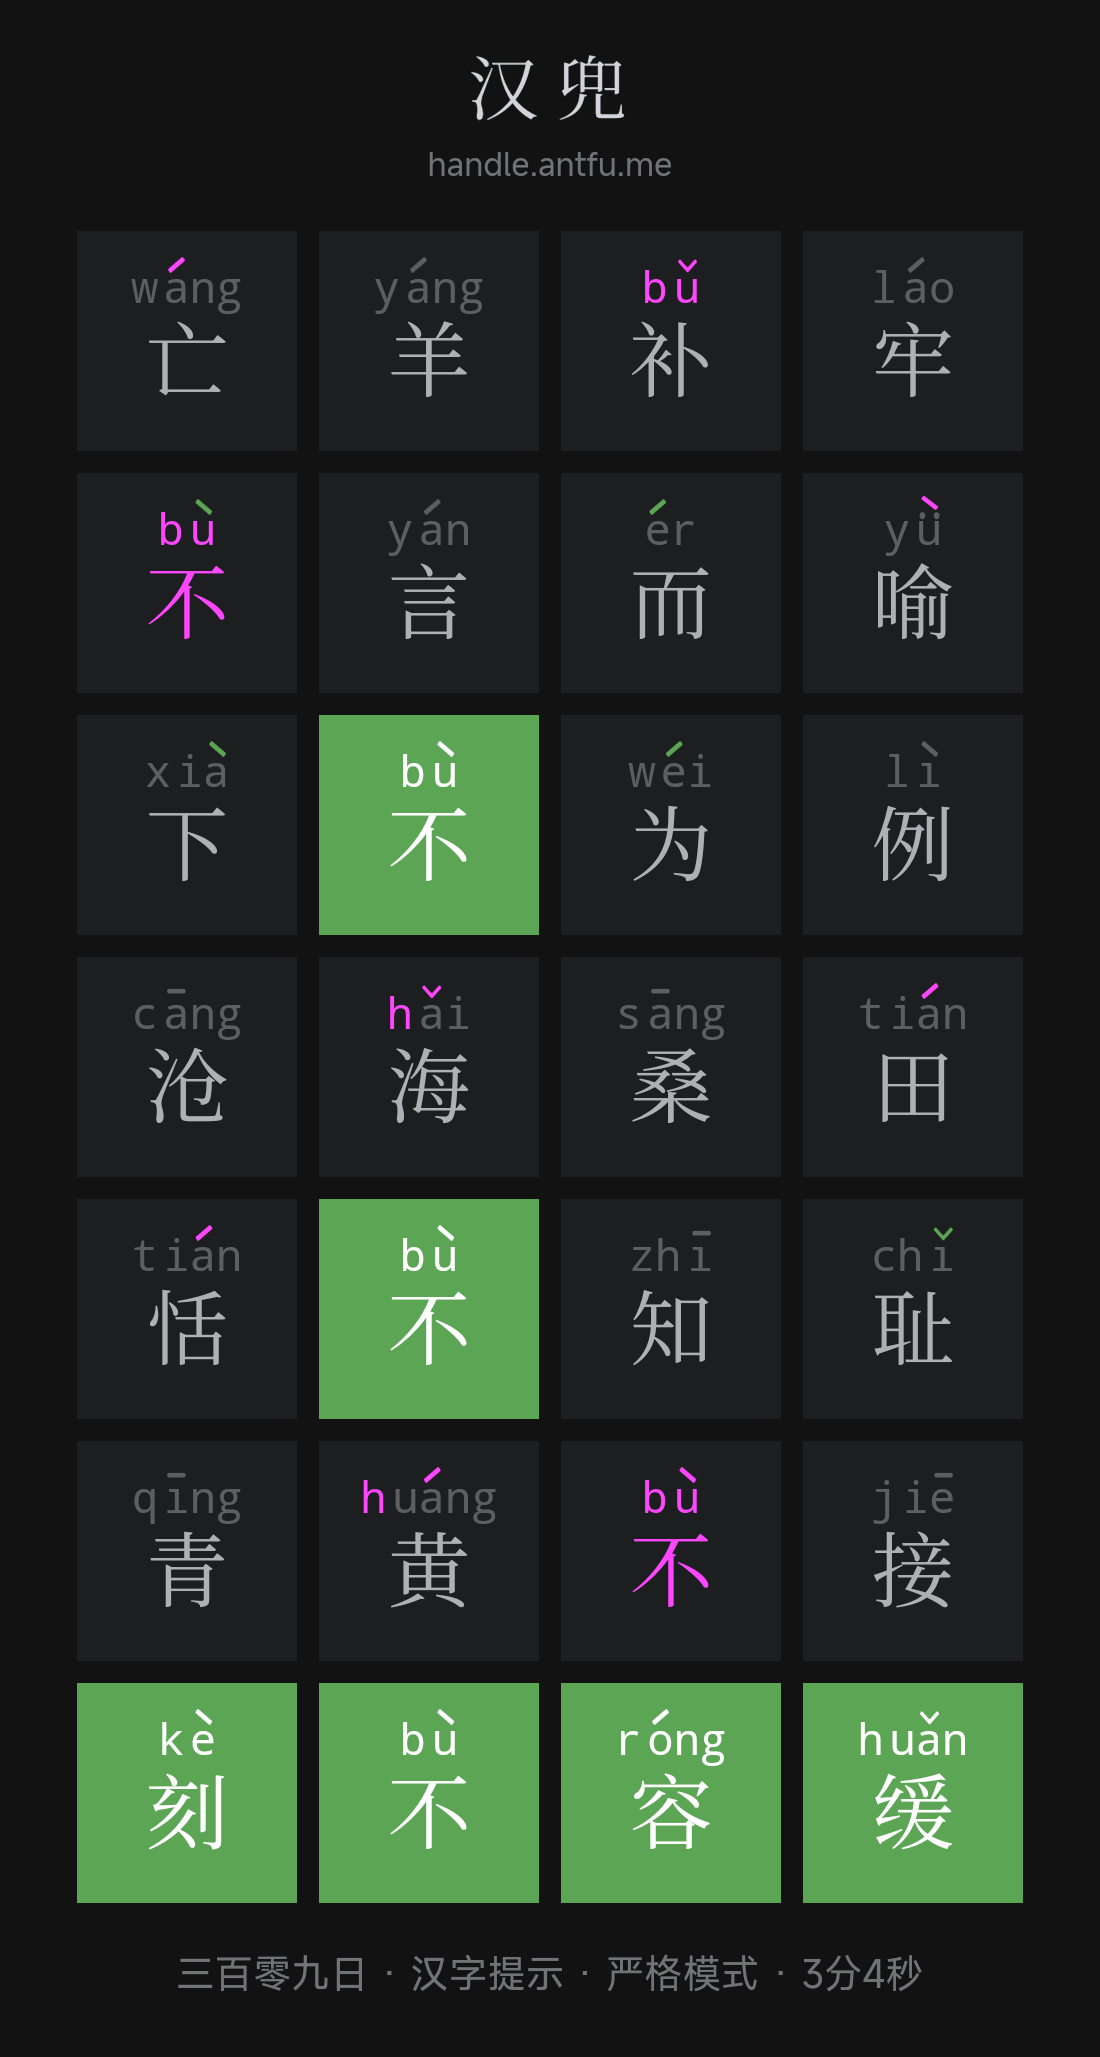 汉兜
handle.antfu.me
wáng yáng bǔ láo
亡羊补牢
bù yán ér yù
不言而喻
xià bù wéi lì
下不为例
cāng hǎi sāng tián
沧海桑田
tián bù zhī chǐ
恬不知耻
qīng huáng bù jiē
青黄不接
kè bù róng huǎn
刻不容缓
三百零九日 · 汉字提示 · 严格模式 · 3分4秒